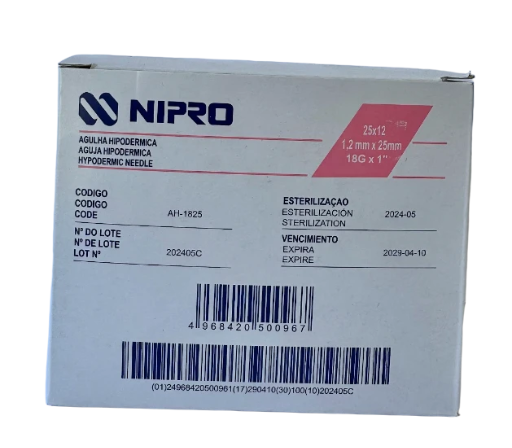 NIPRO
AGULHA HIPODERMICA
AGUJA HIPODERMICA
HYPODERMIC NEEDLE
25x12
1,2 mm x 25mm
18G x 1"
CODIGO
CODIGO
CODE AH-1825
Nº DO LOTE
Nº DE LOTE
LOT Nº 202405C
ESTERILIZAÇAO
ESTERILIZACIÓN 2024-05
STERILIZATION
VENCIMIENTO
EXPIRA 2029-04-10
EXPIRE
4 968420 500967
(01)24968420500961(17)290410(30)100(10)202405C